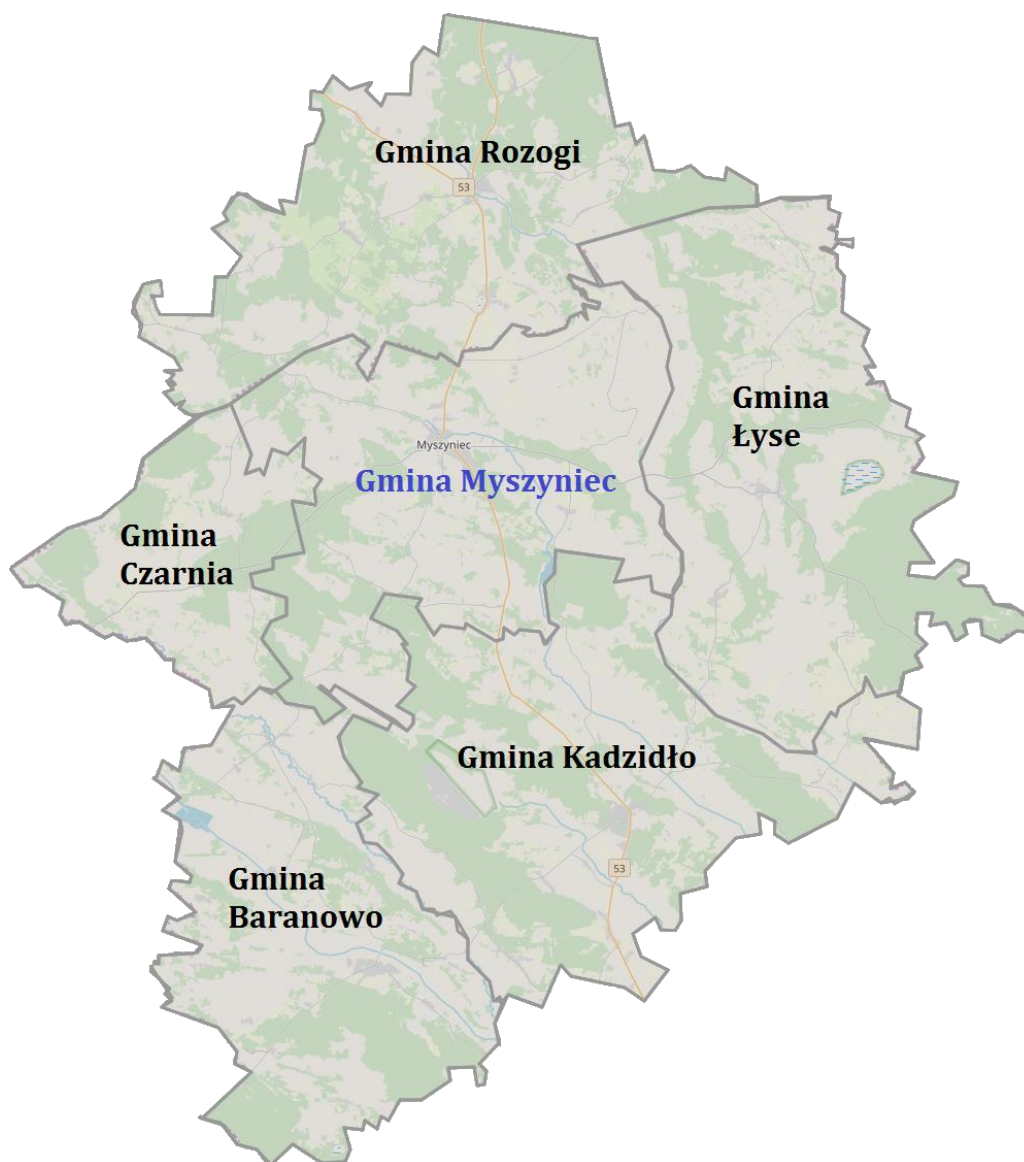 Gmina Rozogi
53
Gmina
Łyse
Myszyniec
Gmina Myszyniec
Gmina
Czarnia
Gmina Kadzidło
53
Gmina
Baranowo